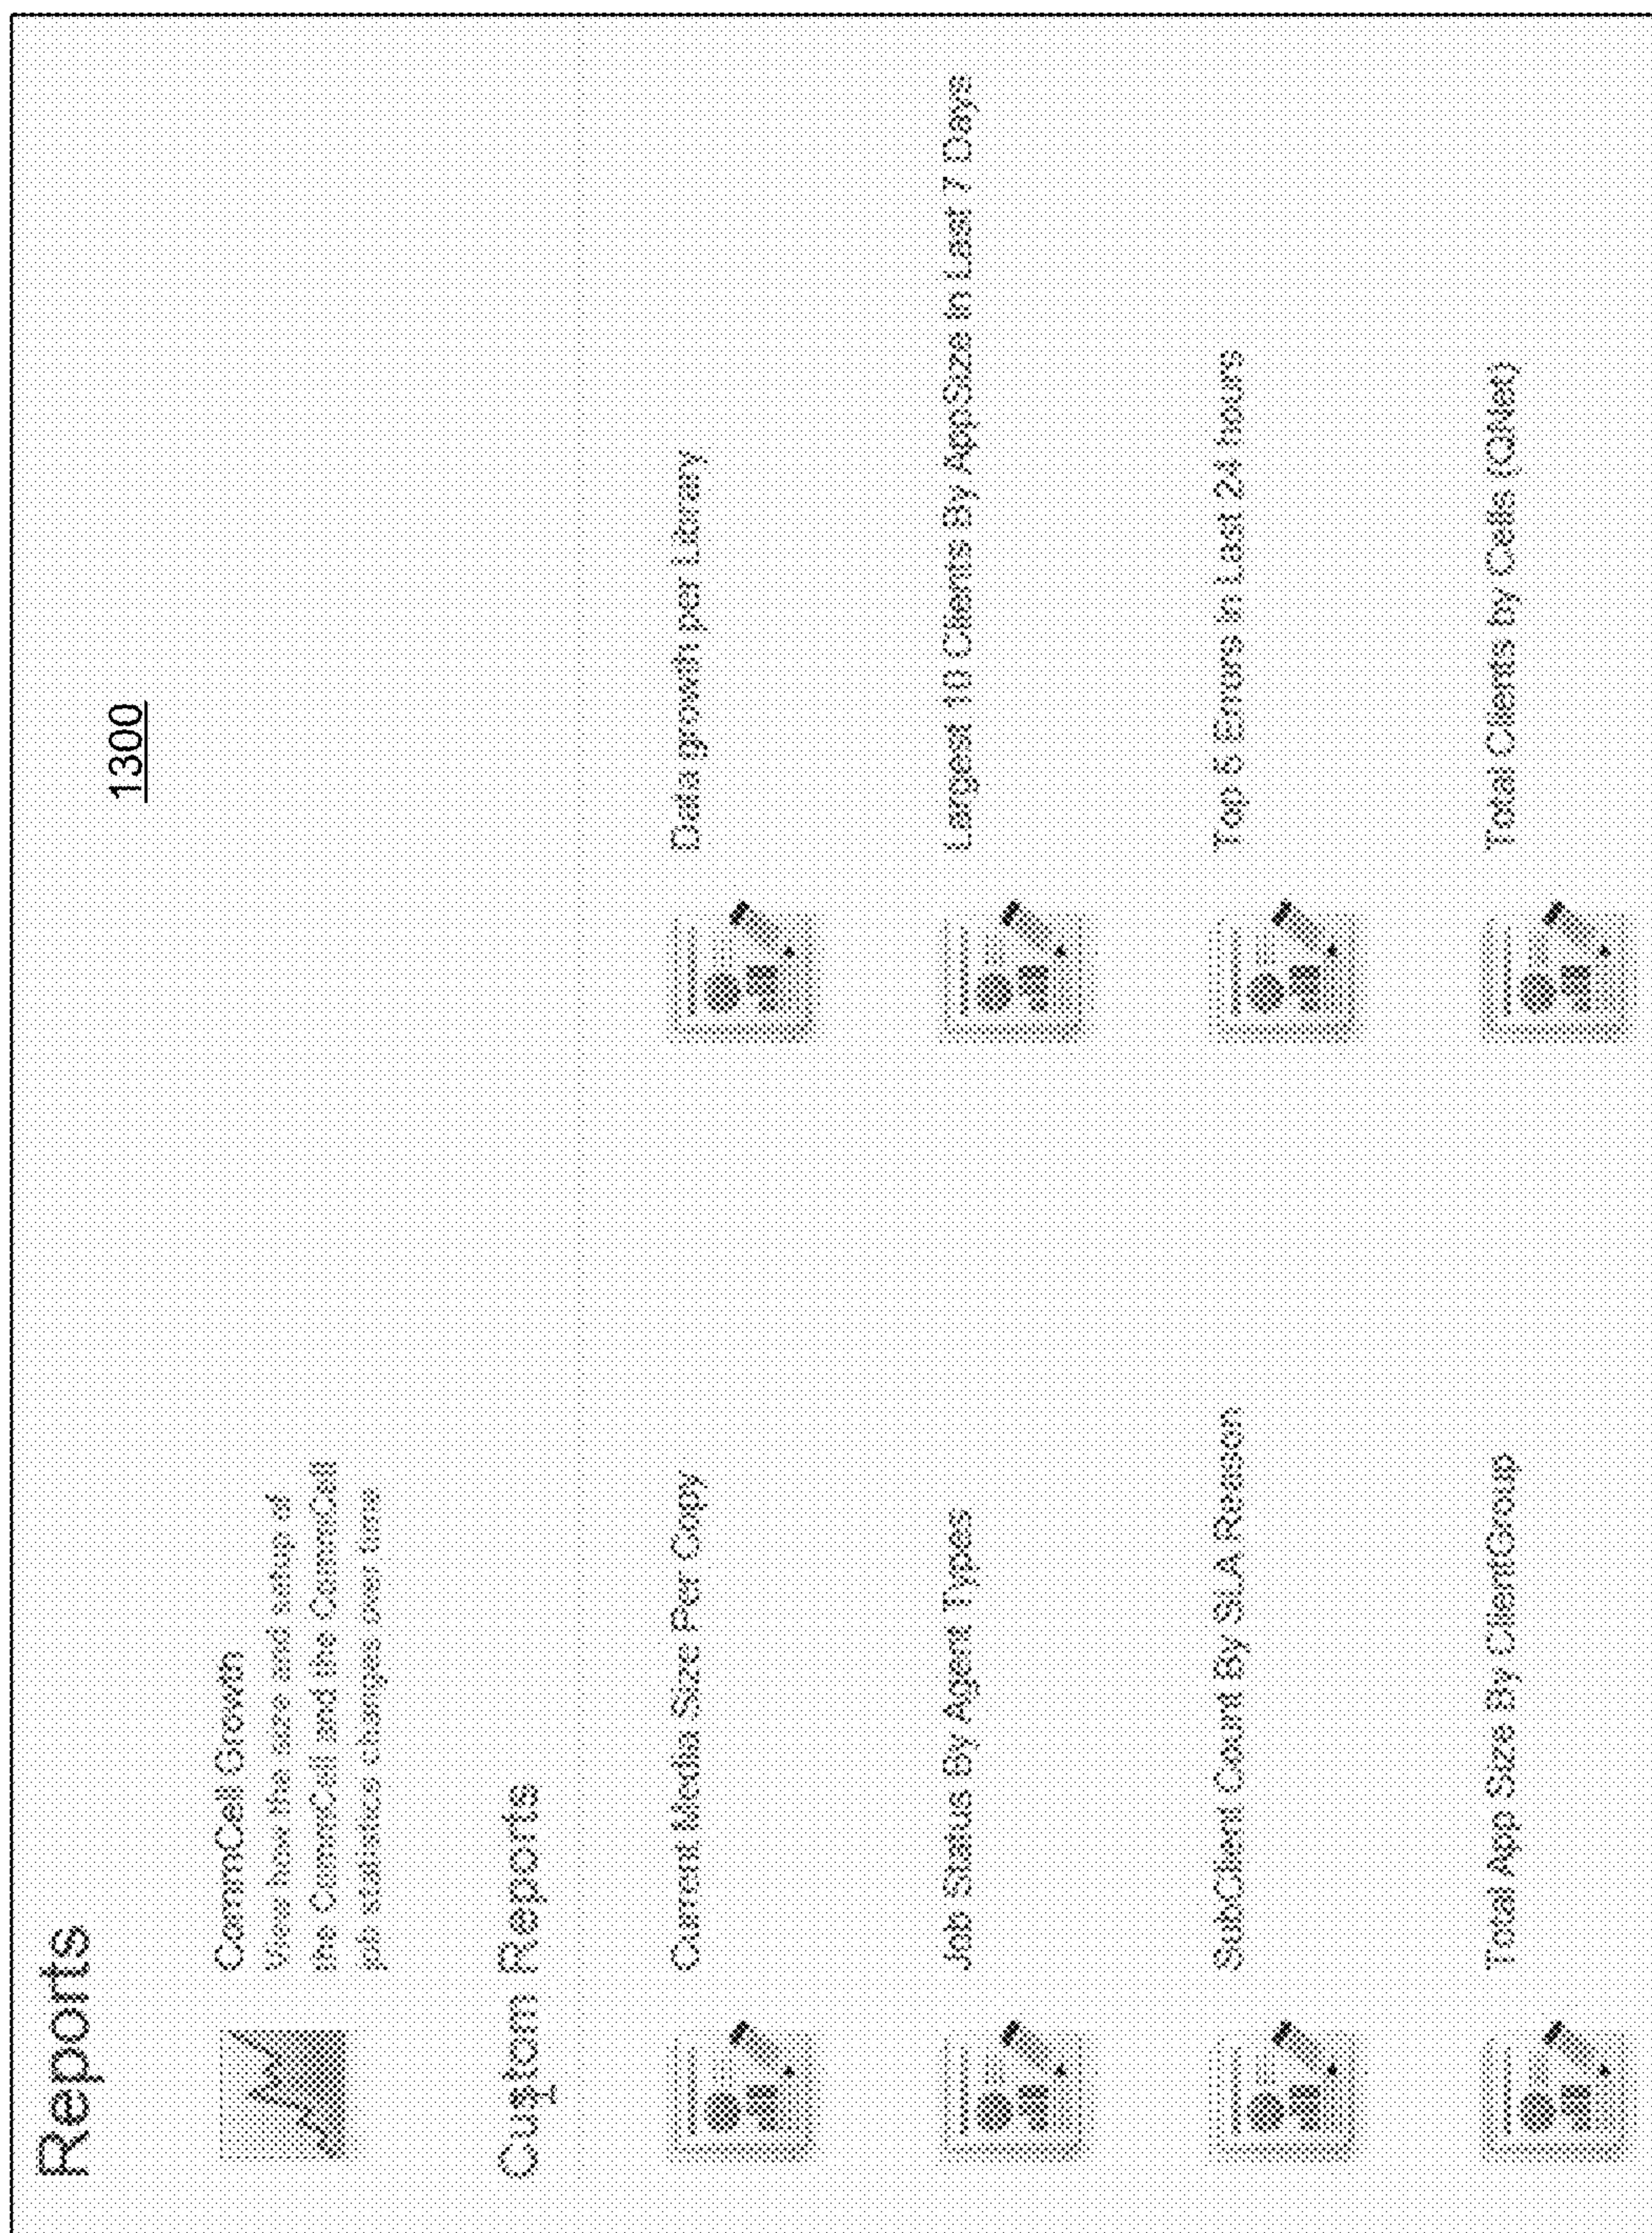 Reports
1300
CommCell Growth
View how the size and setup of
the CommCell and the CommCell
job statistics changes over time
Custom Reports
Current Media Size Per Copy
Data growth per Library
Job Status By Agent Types
Largest 10 Clients By AppSize in Last 7 Days
SubClient Count By SLA Reason
Top 5 Errors in Last 24 hours
Total App Size By ClientGroup
Total Clients by Cells (QNet)